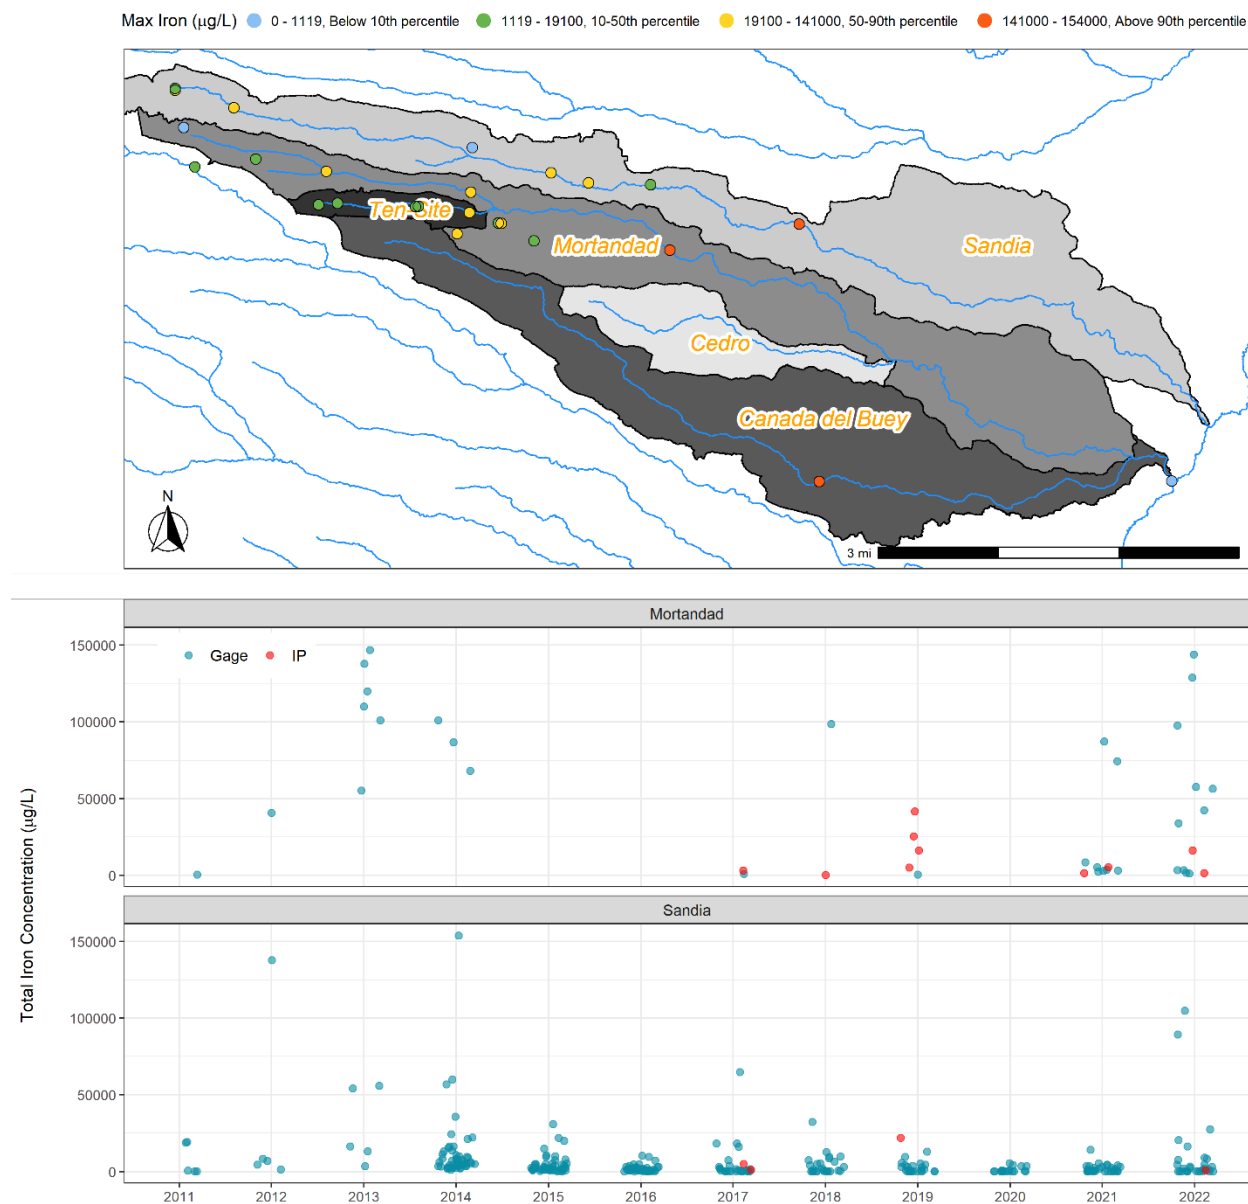 Max Iron (µg/L) 0 - 1119, Below 10th percentile 1119 - 19100, 10-50th percentile 19100 - 141000, 50-90th percentile 141000 - 154000, Above 90th percentile
Ten Site
Mortandad
Sandia
Cedro
Canada del Buey
N
3 mi
Mortandad
Gage IP
150000
100000
50000
0
Sandia
150000
100000
50000
0
Total Iron Concentration (µg/L)
2011 2012 2013 2014 2015 2016 2017 2018 2019 2020 2021 2022